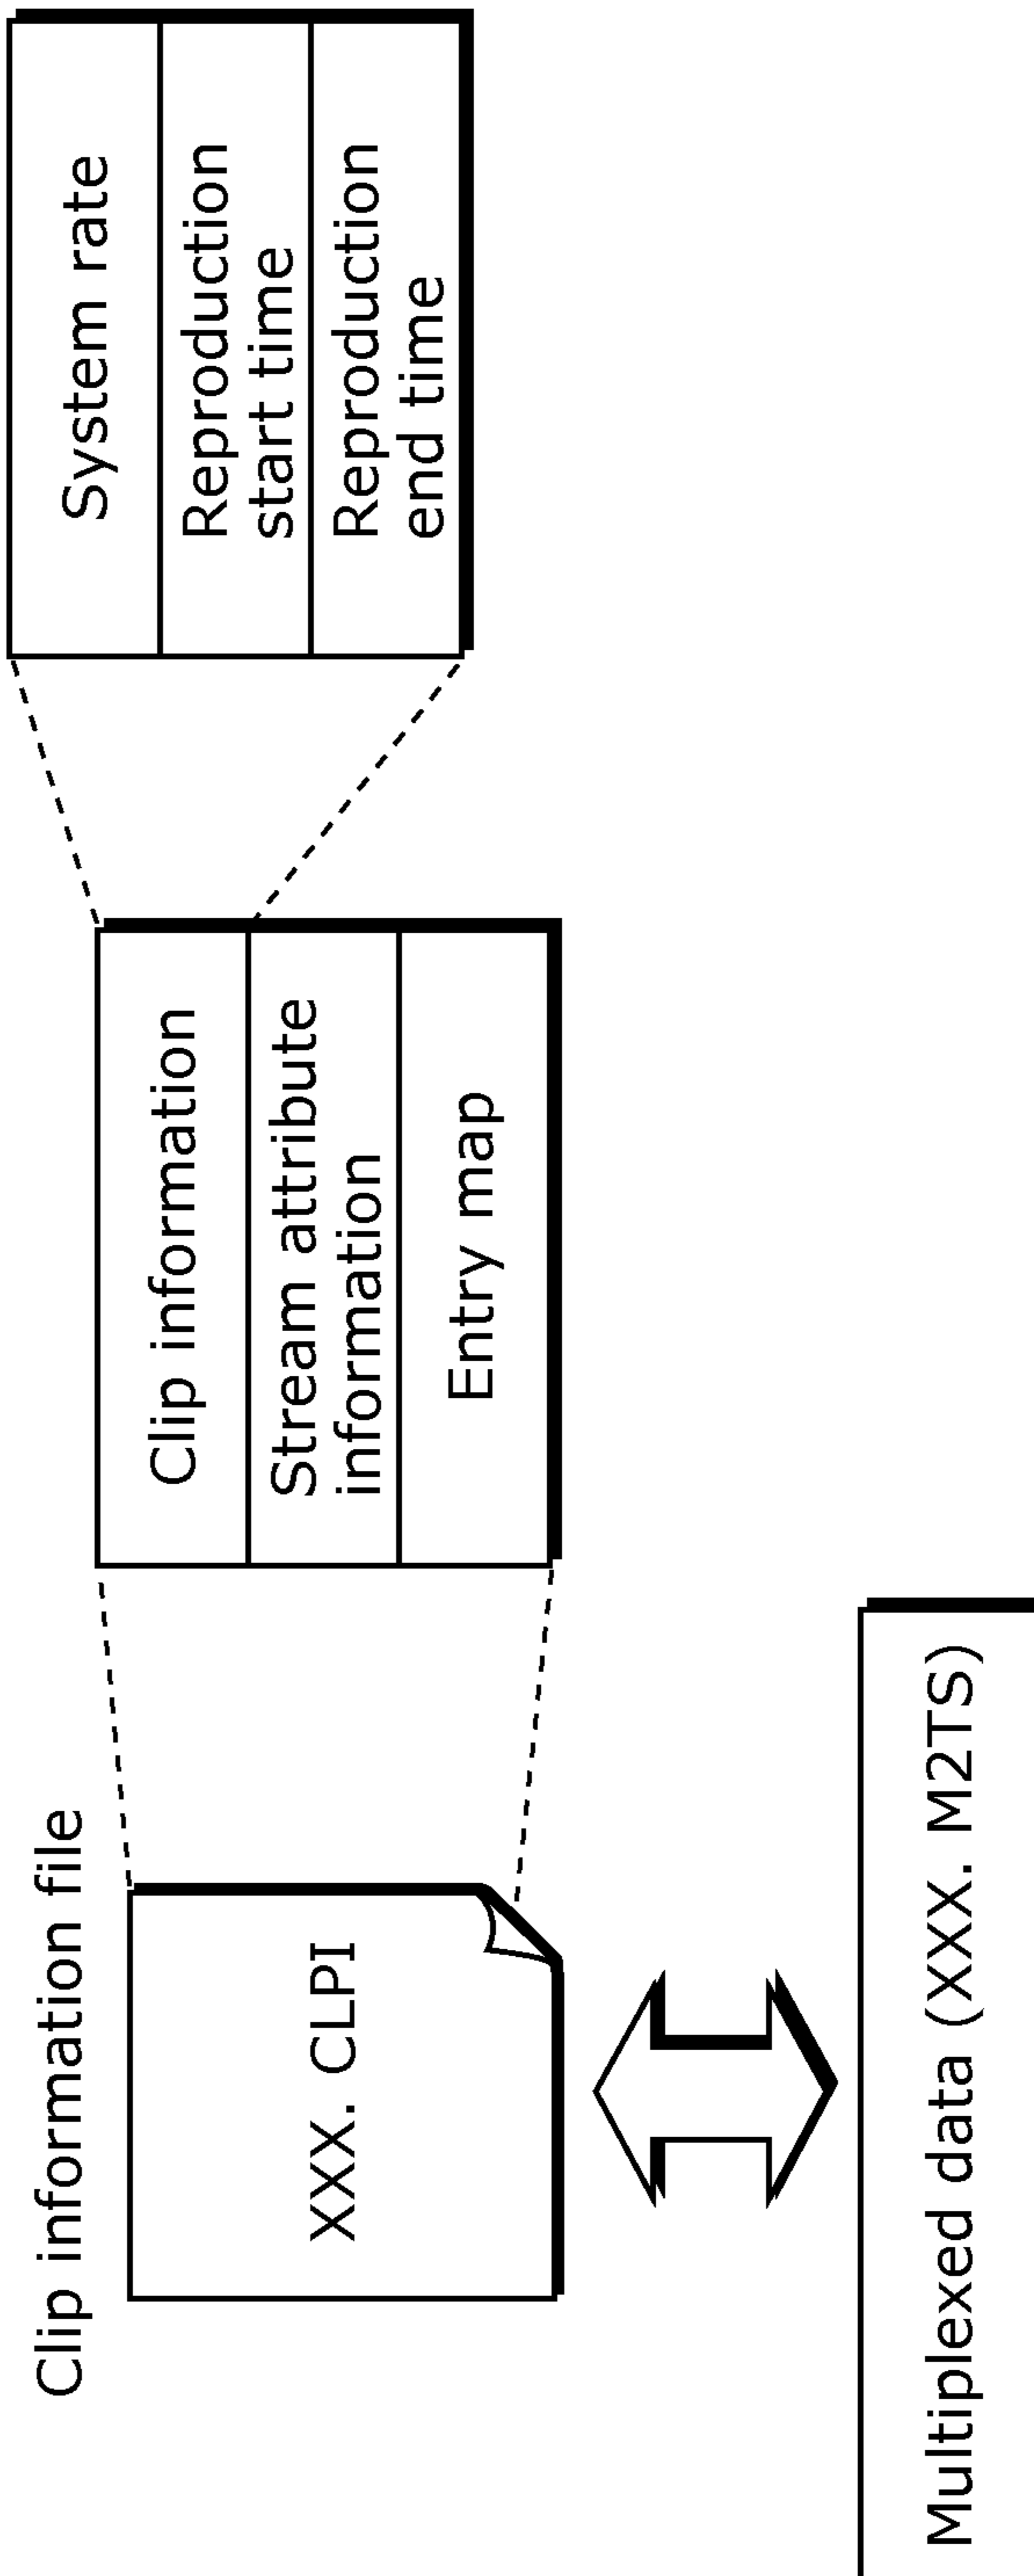 Clip information file
XXX. CLPI
Clip information
Stream attribute
information
Entry map
System rate
Reproduction
start time
Reproduction
end time
Multiplexed data (XXX. M2TS)